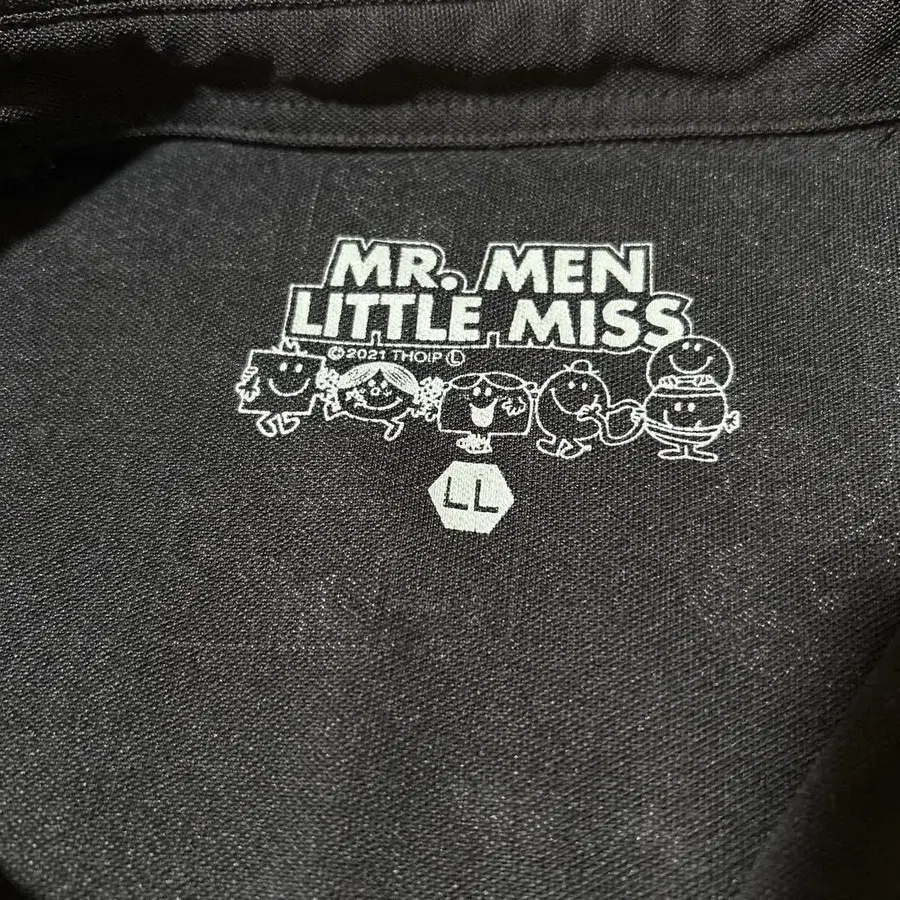 MR. MEN
LITTLE MISS
©2021 THOIP Ⓛ
LL